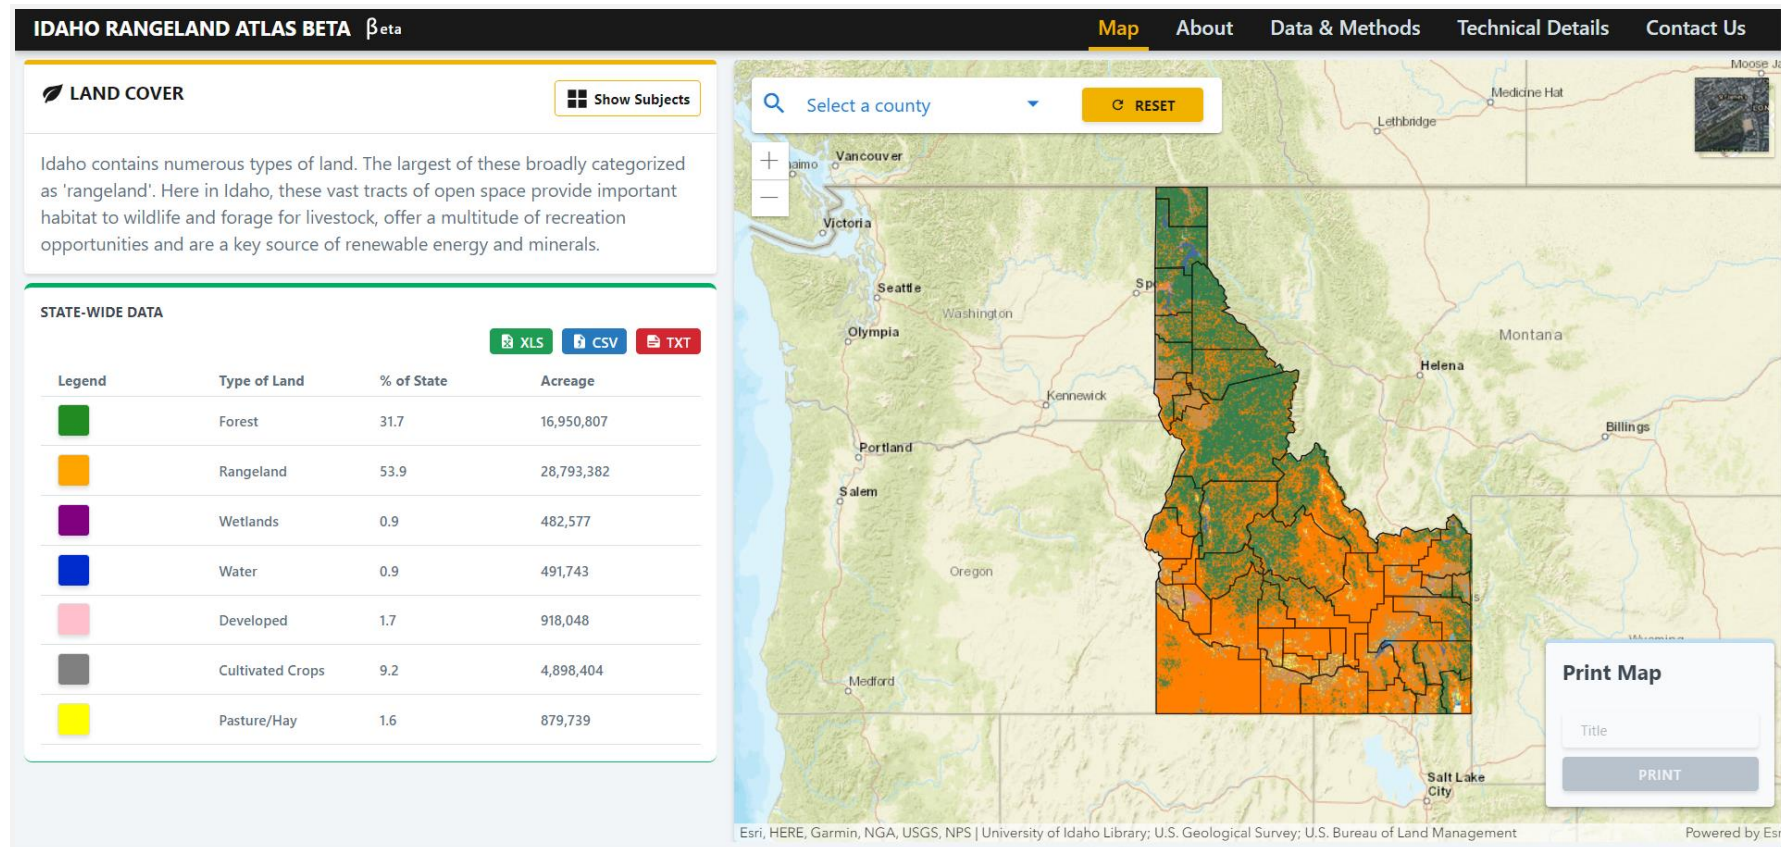 IDAHO RANGELAND ATLAS BETA βeta
Map About Data & Methods Technical Details Contact Us
LAND COVER
Show Subjects
Idaho contains numerous types of land. The largest of these broadly categorized
as 'rangeland'. Here in Idaho, these vast tracts of open space provide important
habitat to wildlife and forage for livestock, offer a multitude of recreation
opportunities and are a key source of renewable energy and minerals.
STATE-WIDE DATA
XLS CSV TXT
Legend Type of Land % of State Acreage
Forest 31.7 16,950,807
Rangeland 53.9 28,793,382
Wetlands 0.9 482,577
Water 0.9 491,743
Developed 1.7 918,048
Cultivated Crops 9.2 4,898,404
Pasture/Hay 1.6 879,739
Select a county
RESET
+
−
Moose Ja
Medicine Hat
Lethbridge
Vancouver
naimo
Victoria
Seattle
Sp
Washington
Olympia
Montana
Helena
Kennewick
Billings
Portland
Salem
Oregon
Wyoming
Medford
Salt Lake
City
Print Map
Title
PRINT
Esri, HERE, Garmin, NGA, USGS, NPS | University of Idaho Library; U.S. Geological Survey; U.S. Bureau of Land Management
Powered by Esr